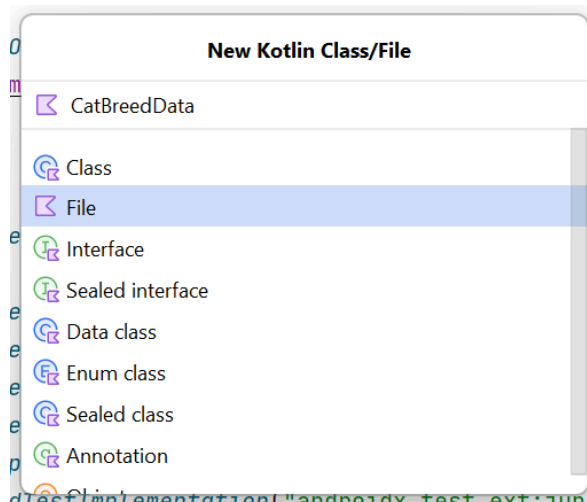 New Kotlin Class/File
CatBreedData
Class
File
Interface
Sealed interface
Data class
Enum class
Sealed class
Annotation